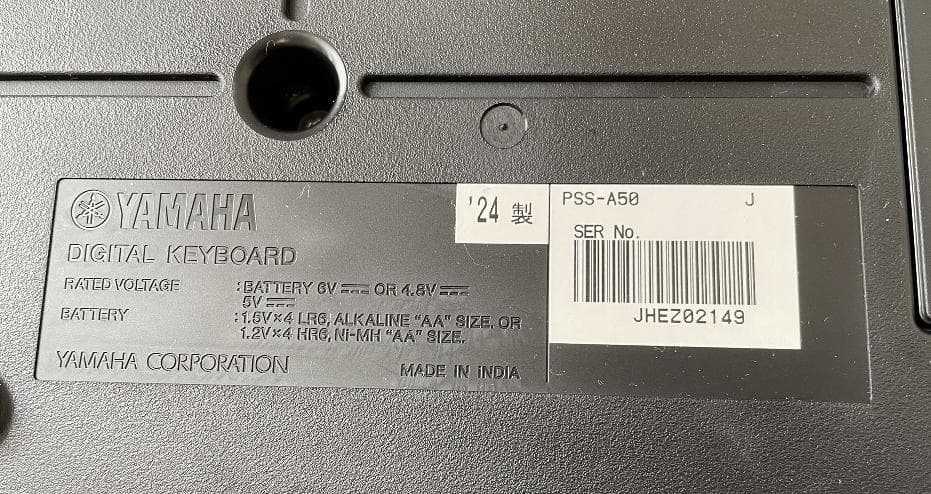 YAMAHA
'24 製
DIGITAL KEYBOARD
RATED VOLTAGE :BATTERY 6V OR 4.8V
5V
BATTERY :1.5V×4 LR6, ALKALINE "AA" SIZE. OR
1.2V×4 HR6, Ni-MH "AA" SIZE.
YAMAHA CORPORATION MADE IN INDIA
PSS-A50 J
SER No.
JHEZ02149